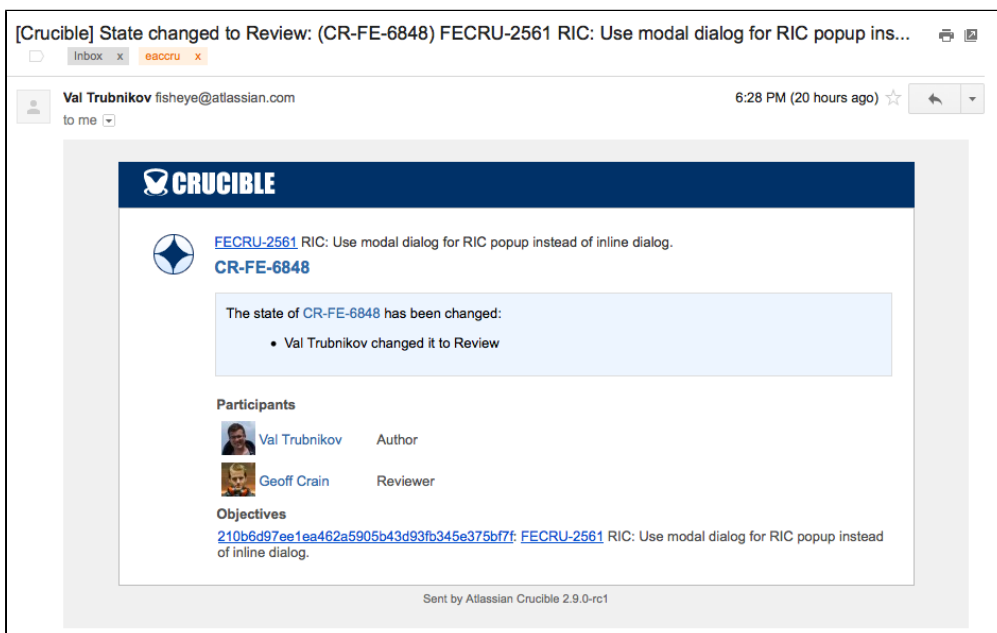 [Crucible] State changed to Review: (CR-FE-6848) FECRU-2561 RIC: Use modal dialog for RIC popup ins...
Inbox x eaccru x
Val Trubnikov fisheye@atlassian.com 6:28 PM (20 hours ago)
to me
CRUCIBLE
FECRU-2561 RIC: Use modal dialog for RIC popup instead of inline dialog.
CR-FE-6848
The state of CR-FE-6848 has been changed:
• Val Trubnikov changed it to Review
Participants
Val Trubnikov Author
Geoff Crain Reviewer
Objectives
210b6d97ee1ea462a5905b43d93fb345e375bf7f: FECRU-2561 RIC: Use modal dialog for RIC popup instead
of inline dialog.
Sent by Atlassian Crucible 2.9.0-rc1